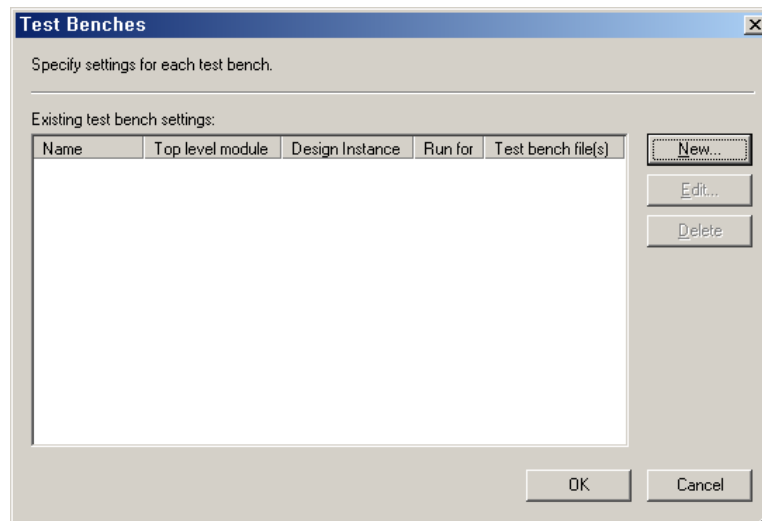 Test Benches
Specify settings for each test bench.
Existing test bench settings:
Name Top level module Design Instance Run for Test bench file(s)
New...
Edit...
Delete
OK Cancel